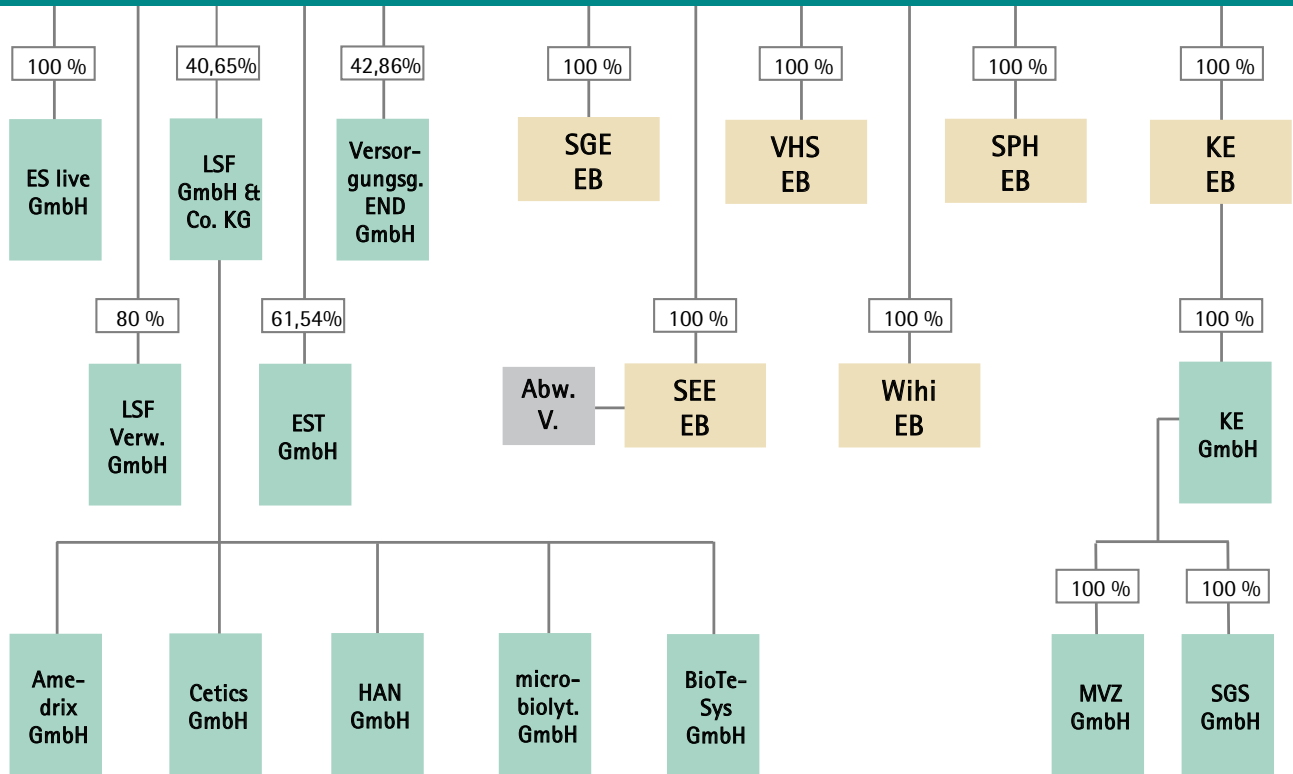 100 %
40,65%
42,86%
100 %
100 %
100 %
100 %
ES live
GmbH
LSF
GmbH &
Co. KG
Versor-
gungsg.
END
GmbH
SGE
EB
VHS
EB
SPH
EB
KE
EB
80 %
61,54%
100 %
100 %
100 %
LSF
Verw.
GmbH
EST
GmbH
Abw.
V.
SEE
EB
Wihi
EB
KE
GmbH
100 %
100 %
Ame-
drix
GmbH
Cetics
GmbH
HAN
GmbH
micro-
biolyt.
GmbH
BioTe-
Sys
GmbH
MVZ
GmbH
SGS
GmbH